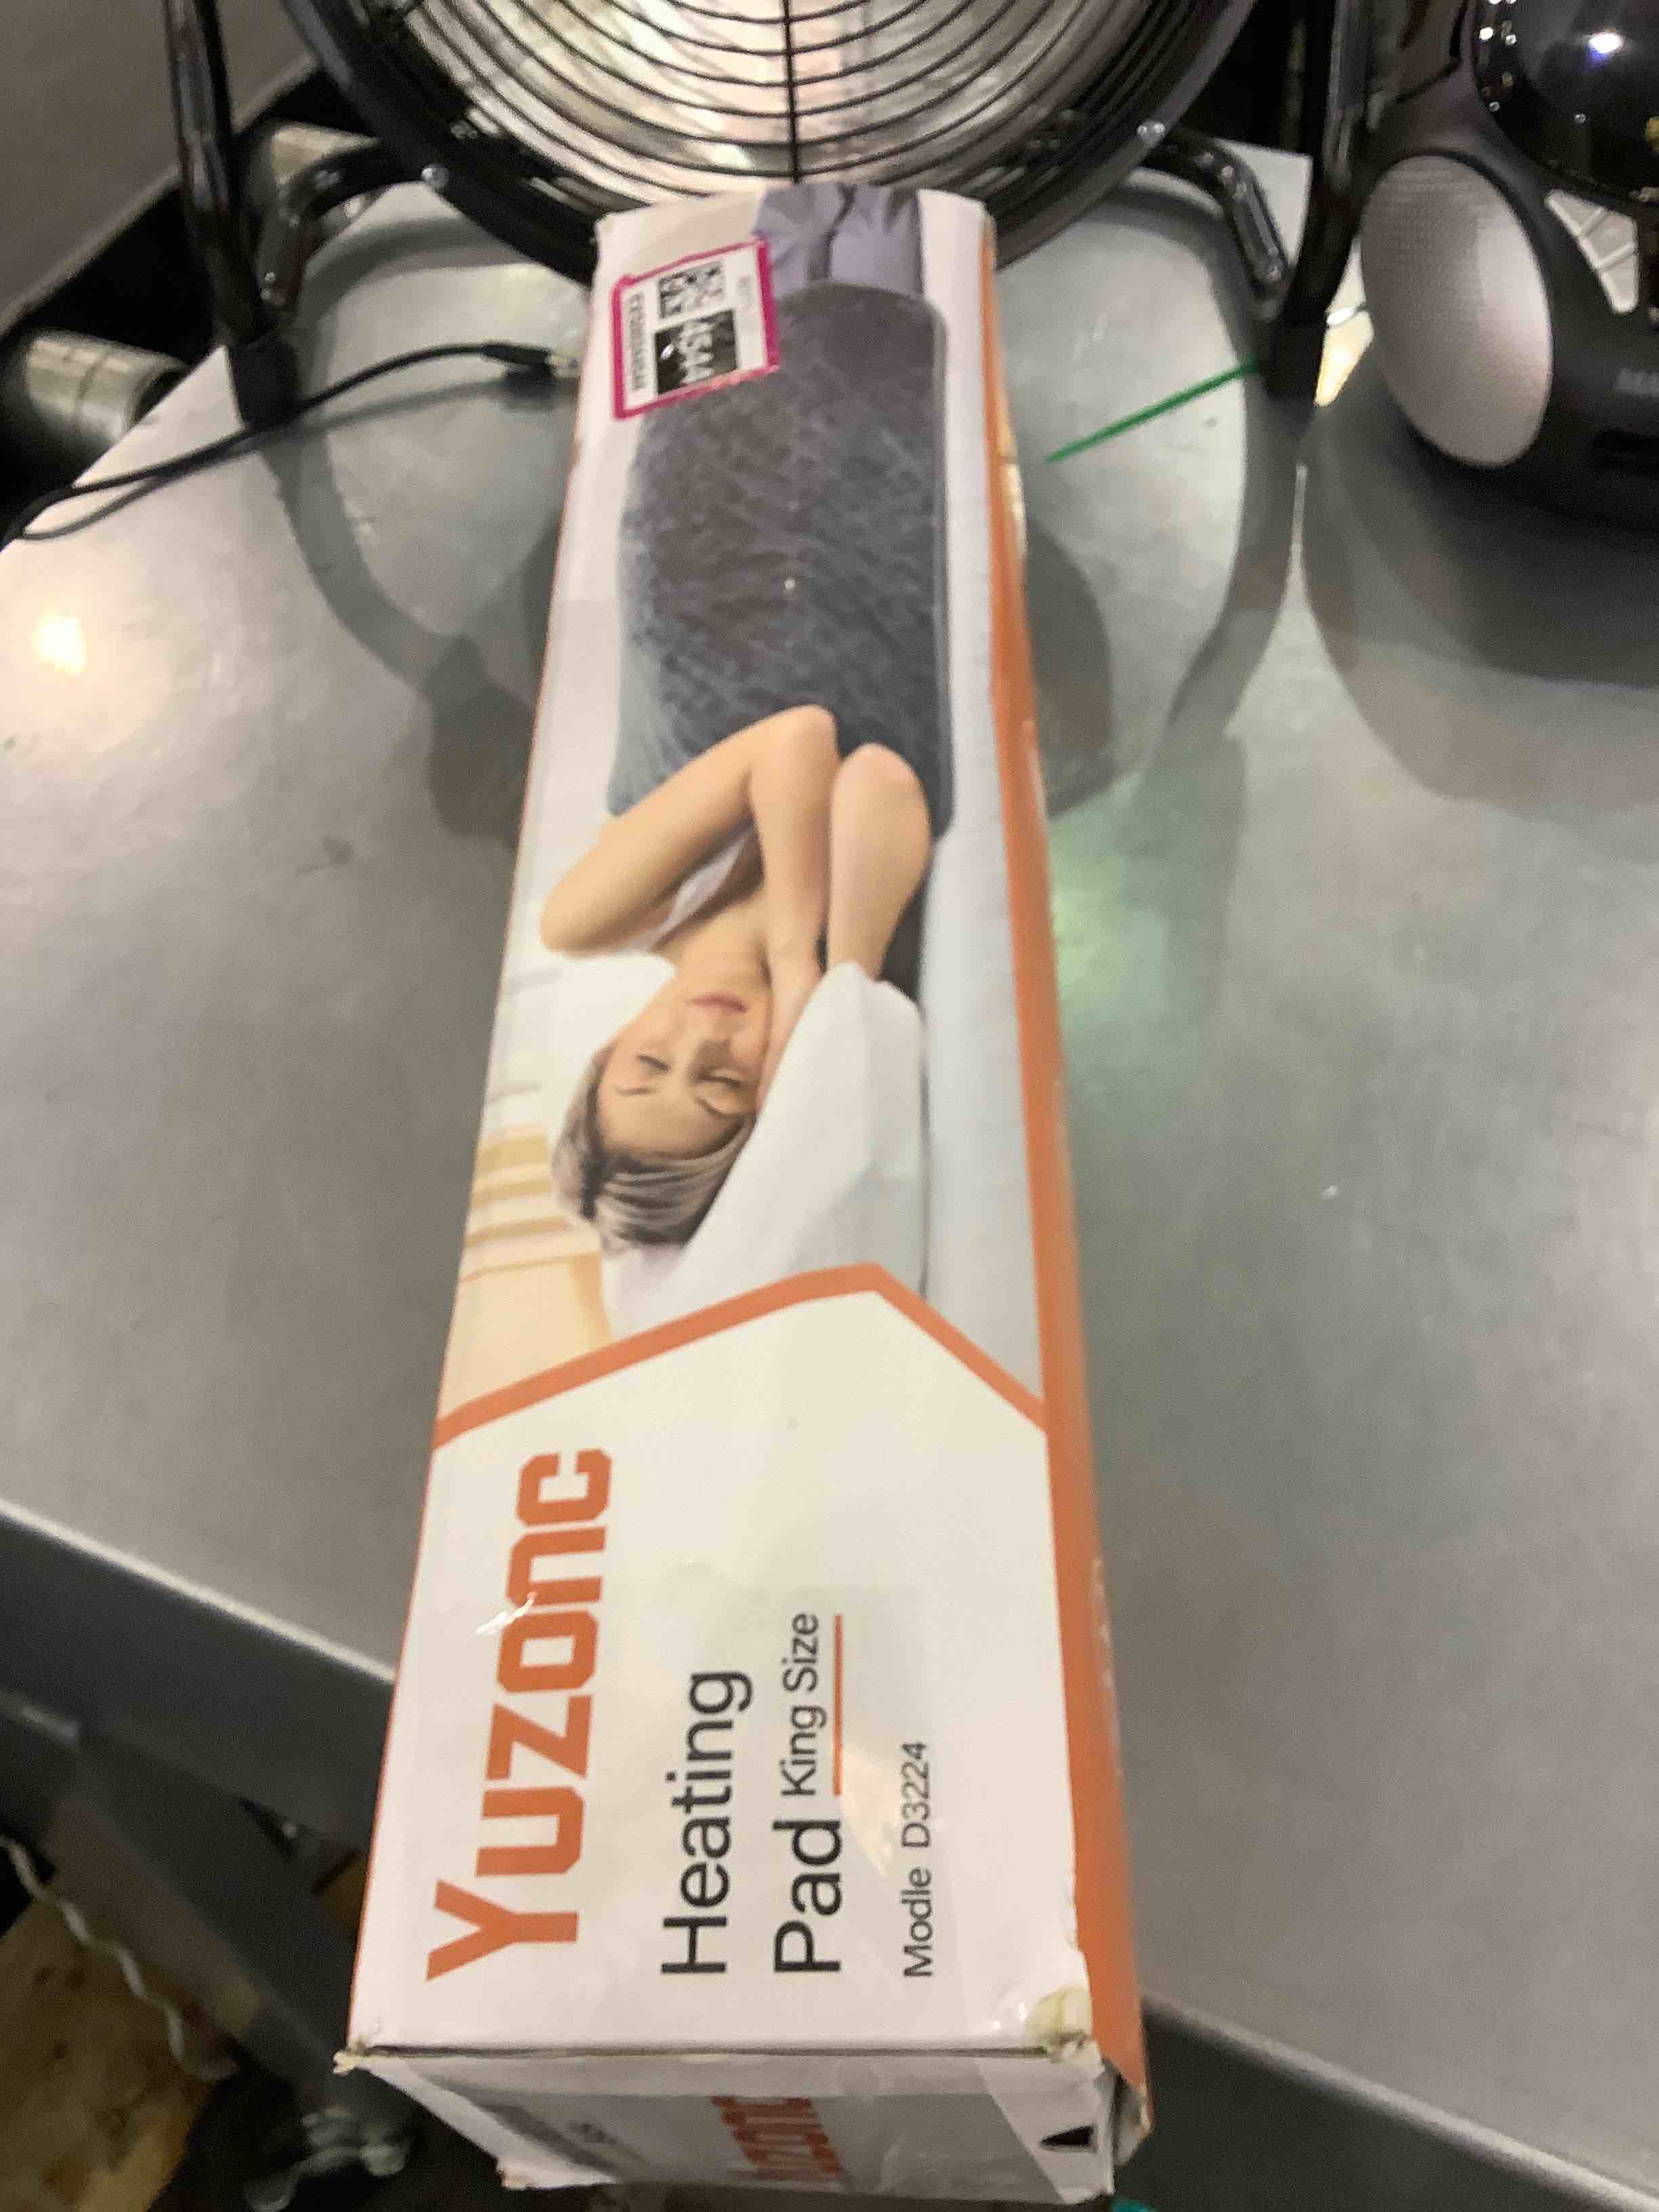 Yuzonc
Heating
Pad King Size
Modle D3224